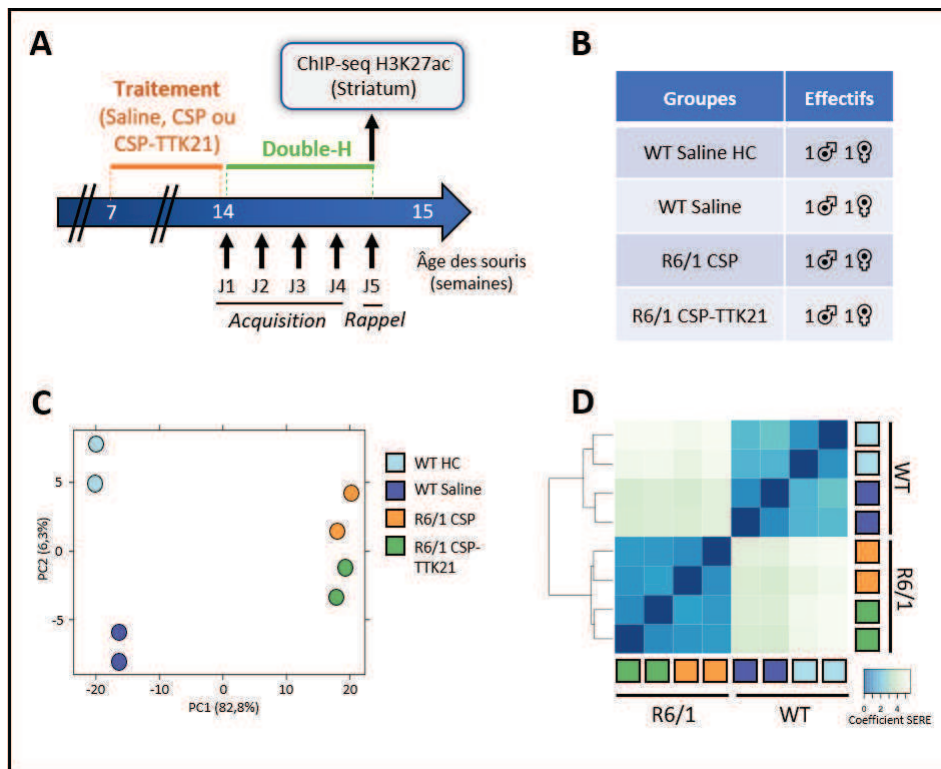 A
Traitement
(Saline, CSP ou
CSP-TTK21)
Double-H
ChIP-seq H3K27ac
(Striatum)
7
14
15
J1
J2
J3
J4
J5
Acquisition
Rappel
Âge des souris
(semaines)
B
Groupes Effectifs
WT Saline HC 1♂ 1♀
WT Saline 1♂ 1♀
R6/1 CSP 1♂ 1♀
R6/1 CSP-TTK21 1♂ 1♀
C
PC2 (6,3%)
5
0
-5
-20
-10
0
10
20
PC1 (82,8%)
WT HC
WT Saline
R6/1 CSP
R6/1 CSP-
TTK21
D
WT
R6/1
R6/1
WT
0 2 4
Coefficient SERE